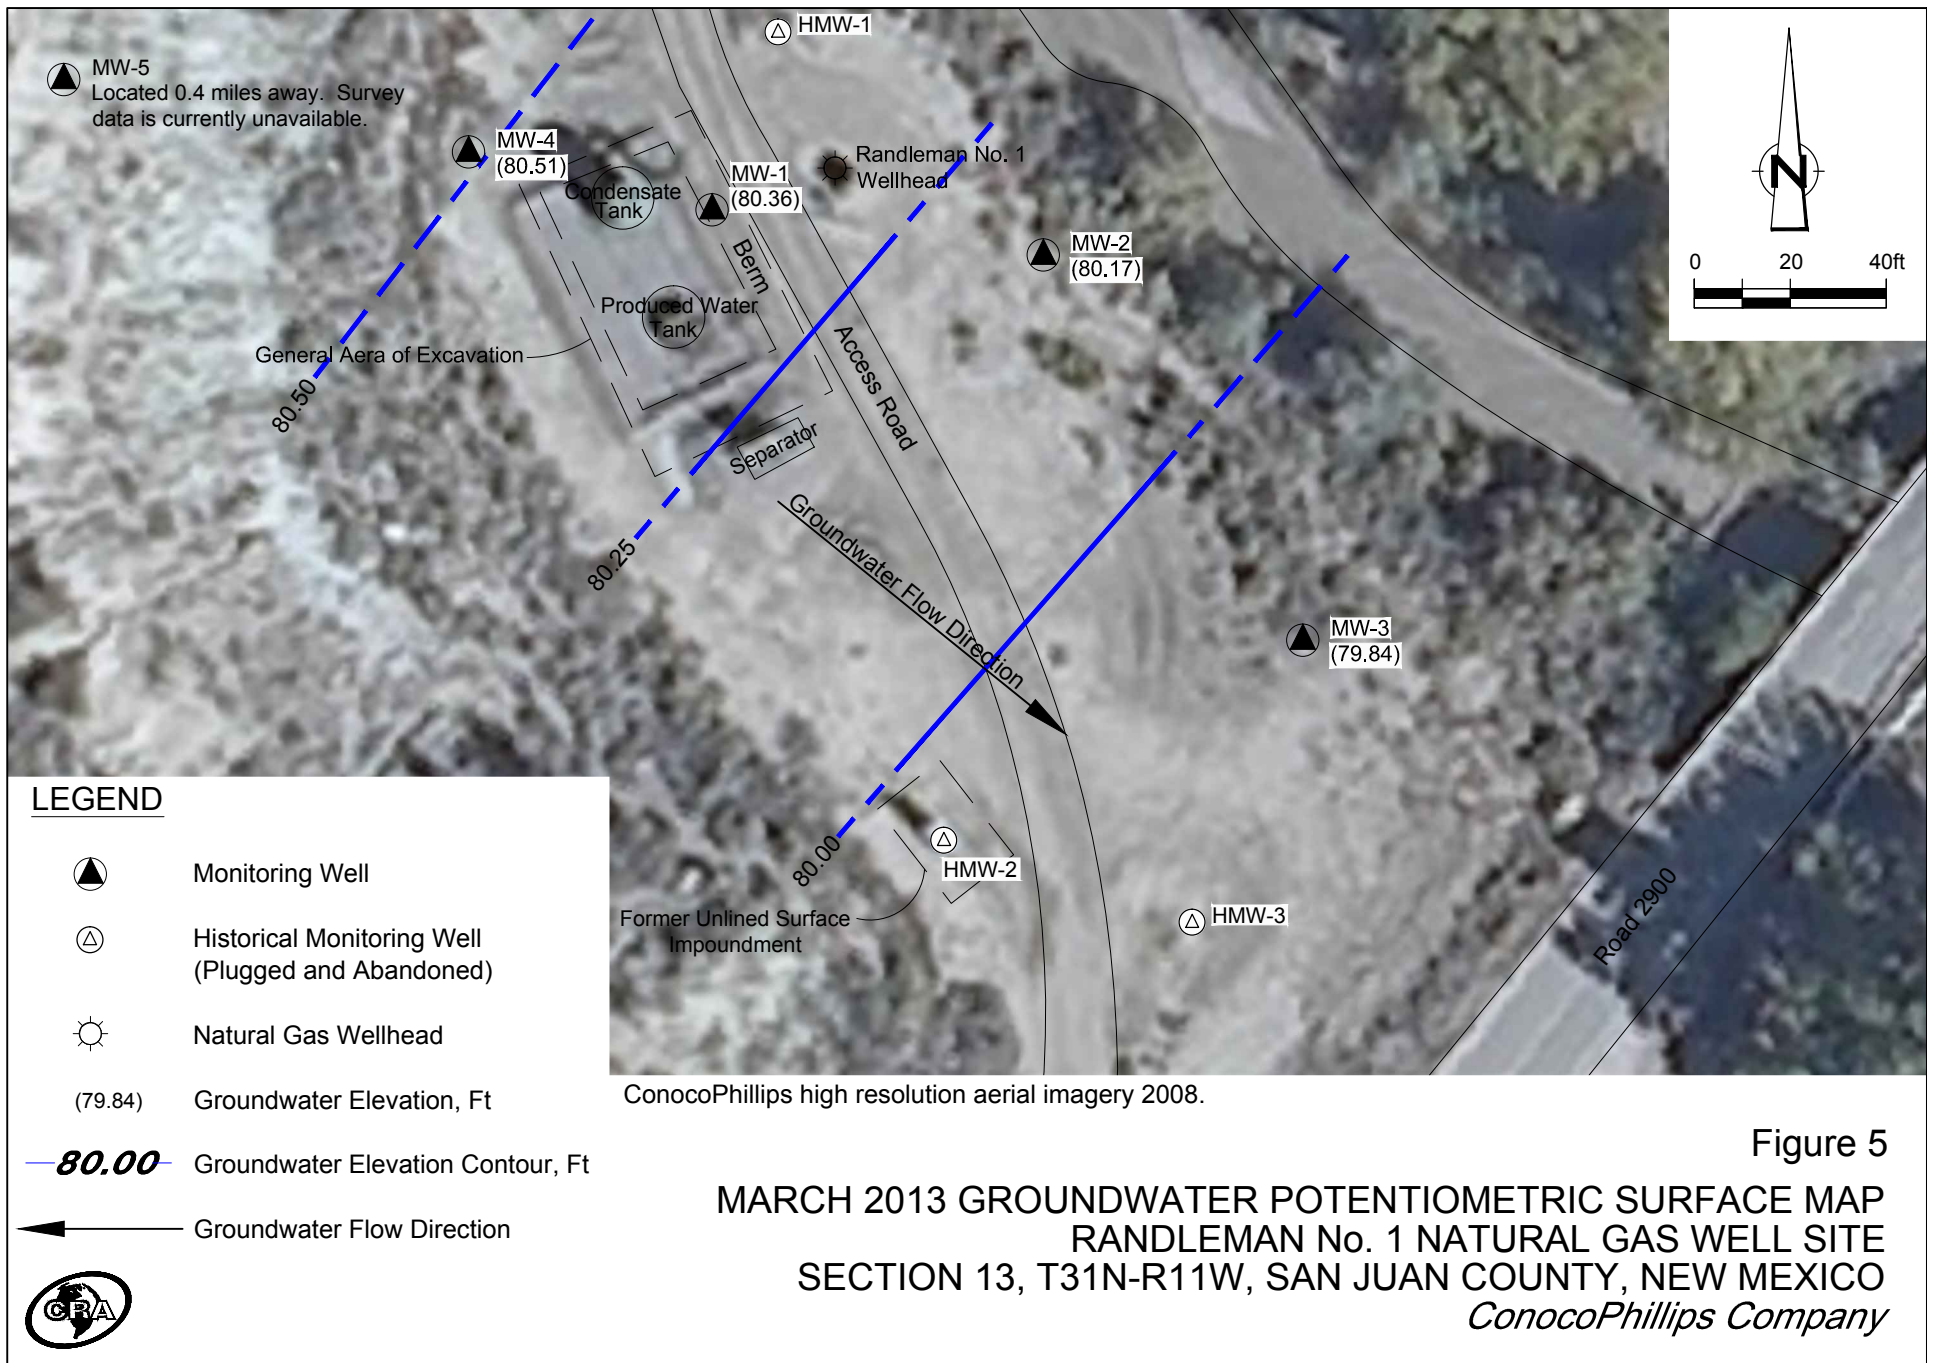 HMW-1
MW-5
Located 0.4 miles away. Survey
data is currently unavailable.
MW-4
(80.51)
Condensate
Tank
MW-1
(80.36)
Randleman No. 1
Wellhead
MW-2
(80.17)
N
0 20 40ft
Berm
Produced Water
Tank
General Aera of Excavation
Access Road
80.50
Separator
80.25
Groundwater Flow Direction
MW-3
(79.84)
80.00
HMW-2
HMW-3
Former Unlined Surface
Impoundment
Road 2900
LEGEND
Monitoring Well
Historical Monitoring Well
(Plugged and Abandoned)
Natural Gas Wellhead
(79.84) Groundwater Elevation, Ft
80.00 Groundwater Elevation Contour, Ft
Groundwater Flow Direction
CRA
ConocoPhillips high resolution aerial imagery 2008.
Figure 5
MARCH 2013 GROUNDWATER POTENTIOMETRIC SURFACE MAP
RANDLEMAN No. 1 NATURAL GAS WELL SITE
SECTION 13, T31N-R11W, SAN JUAN COUNTY, NEW MEXICO
ConocoPhillips Company